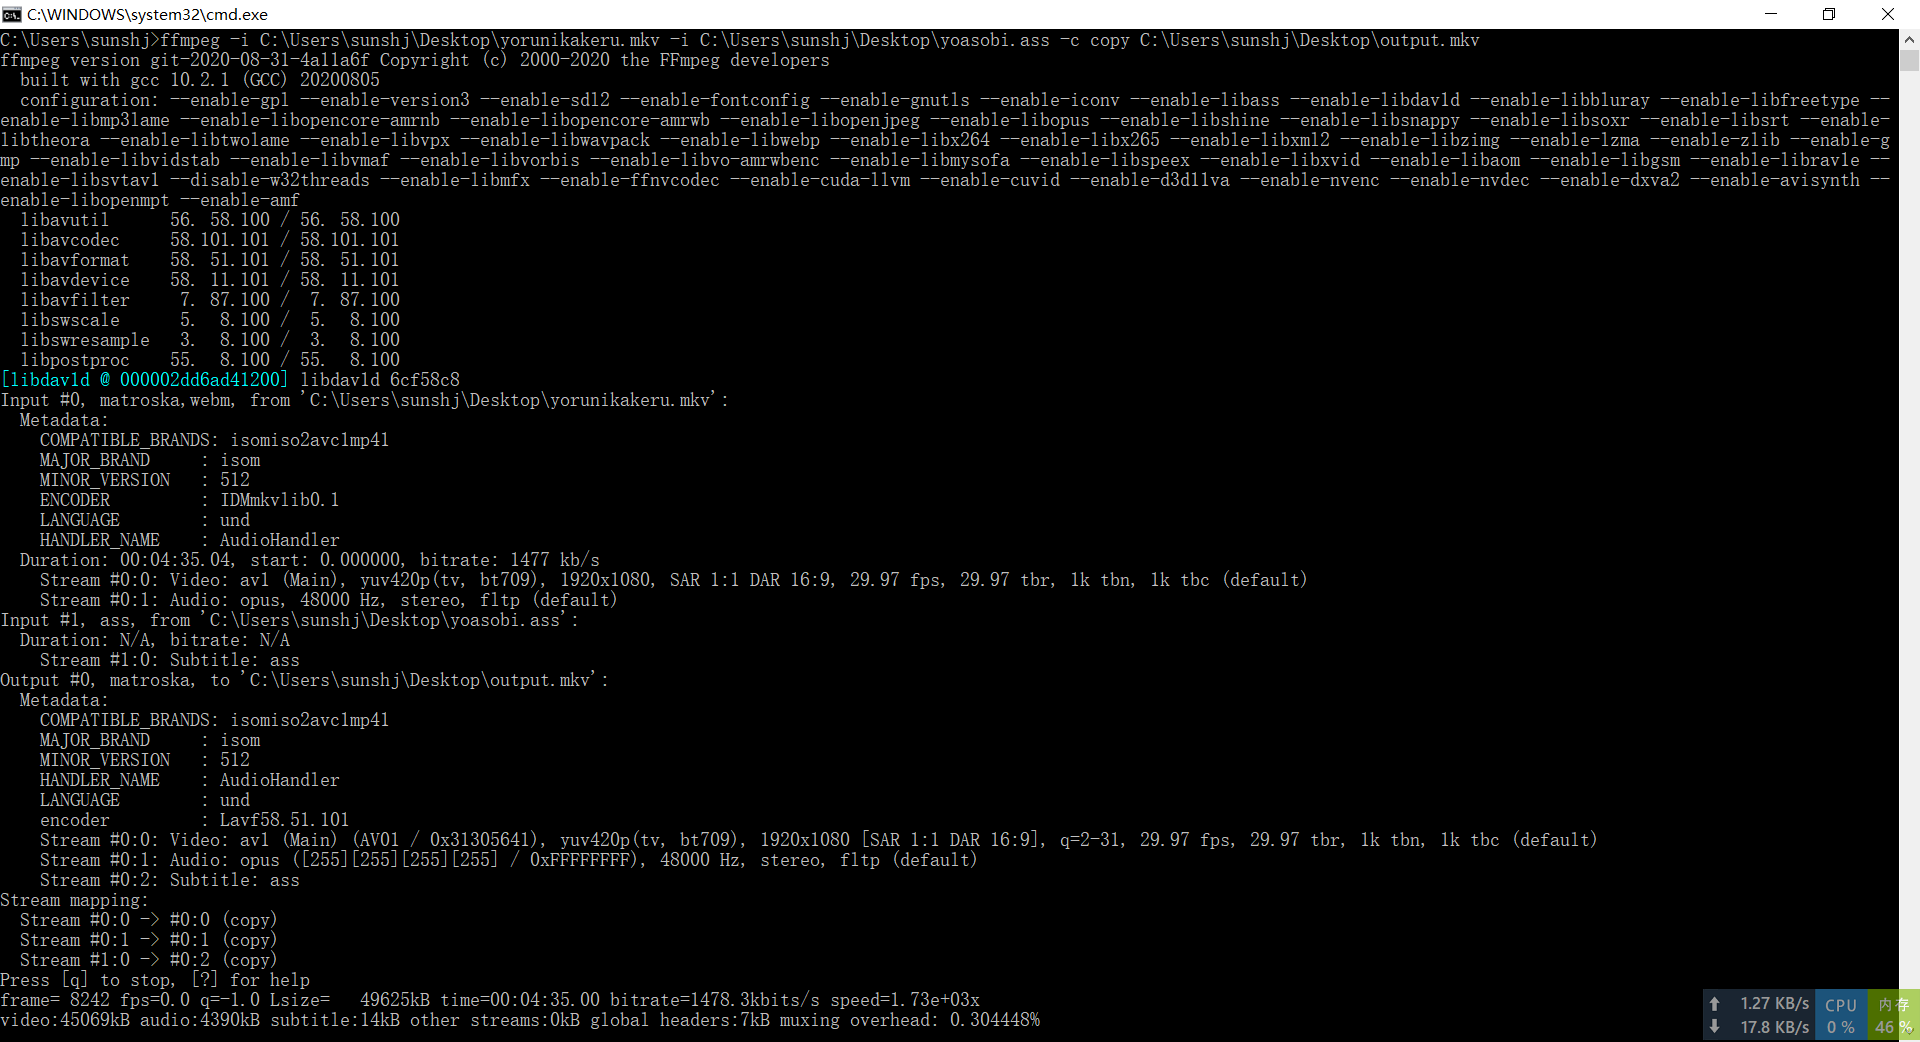 C:\WINDOWS\system32\cmd.exe
C:\Users\sunshj>ffmpeg -i C:\Users\sunshj\Desktop\yorunikakeru.mkv -i C:\Users\sunshj\Desktop\yoasobi.ass -c copy C:\Users\sunshj\Desktop\output.mkv
ffmpeg version git-2020-08-31-4a11a6f Copyright (c) 2000-2020 the FFmpeg developers
  built with gcc 10.2.1 (GCC) 20200805
  configuration: --enable-gpl --enable-version3 --enable-sdl2 --enable-fontconfig --enable-gnutls --enable-iconv --enable-libass --enable-libdav1d --enable-libbluray --enable-libfreetype --
enable-libmp3lame --enable-libopencore-amrnb --enable-libopencore-amrwb --enable-libopenjpeg --enable-libopus --enable-libshine --enable-libsnappy --enable-libsoxr --enable-libsrt --enable-
libtheora --enable-libtwolame --enable-libvpx --enable-libwavpack --enable-libwebp --enable-libx264 --enable-libx265 --enable-libxml2 --enable-libzimg --enable-lzma --enable-zlib --enable-g
mp --enable-libvidstab --enable-libvmaf --enable-libvorbis --enable-libvo-amrwbenc --enable-libmysofa --enable-libspeex --enable-libxvid --enable-libaom --enable-libgsm --enable-librav1e --
enable-libsvtav1 --disable-w32threads --enable-libmfx --enable-ffnvcodec --enable-cuda-llvm --enable-cuvid --enable-d3d11va --enable-nvenc --enable-nvdec --enable-dxva2 --enable-avisynth --
enable-libopenmpt --enable-amf
  libavutil      56. 58.100 / 56. 58.100
  libavcodec     58.101.101 / 58.101.101
  libavformat    58. 51.101 / 58. 51.101
  libavdevice    58. 11.101 / 58. 11.101
  libavfilter     7. 87.100 /  7. 87.100
  libswscale      5.  8.100 /  5.  8.100
  libswresample   3.  8.100 /  3.  8.100
  libpostproc    55.  8.100 / 55.  8.100
[libdav1d @ 000002dd6ad41200] libdav1d 6cf58c8
Input #0, matroska,webm, from 'C:\Users\sunshj\Desktop\yorunikakeru.mkv':
  Metadata:
    COMPATIBLE_BRANDS: isomiso2avc1mp41
    MAJOR_BRAND     : isom
    MINOR_VERSION   : 512
    ENCODER         : IDMmkvlib0.1
    LANGUAGE        : und
    HANDLER_NAME    : AudioHandler
  Duration: 00:04:35.04, start: 0.000000, bitrate: 1477 kb/s
    Stream #0:0: Video: av1 (Main), yuv420p(tv, bt709), 1920x1080, SAR 1:1 DAR 16:9, 29.97 fps, 29.97 tbr, 1k tbn, 1k tbc (default)
    Stream #0:1: Audio: opus, 48000 Hz, stereo, fltp (default)
Input #1, ass, from 'C:\Users\sunshj\Desktop\yoasobi.ass':
  Duration: N/A, bitrate: N/A
    Stream #1:0: Subtitle: ass
Output #0, matroska, to 'C:\Users\sunshj\Desktop\output.mkv':
  Metadata:
    COMPATIBLE_BRANDS: isomiso2avc1mp41
    MAJOR_BRAND     : isom
    MINOR_VERSION   : 512
    HANDLER_NAME    : AudioHandler
    LANGUAGE        : und
    encoder         : Lavf58.51.101
    Stream #0:0: Video: av1 (Main) (AV01 / 0x31305641), yuv420p(tv, bt709), 1920x1080 [SAR 1:1 DAR 16:9], q=2-31, 29.97 fps, 29.97 tbr, 1k tbn, 1k tbc (default)
    Stream #0:1: Audio: opus ([255][255][255][255] / 0xFFFFFFFF), 48000 Hz, stereo, fltp (default)
    Stream #0:2: Subtitle: ass
Stream mapping:
  Stream #0:0 -> #0:0 (copy)
  Stream #0:1 -> #0:1 (copy)
  Stream #1:0 -> #0:2 (copy)
Press [q] to stop, [?] for help
frame= 8242 fps=0.0 q=-1.0 Lsize=   49625kB time=00:04:35.00 bitrate=1478.3kbits/s speed=1.73e+03x
video:45069kB audio:4390kB subtitle:14kB other streams:0kB global headers:7kB muxing overhead: 0.304448%
↑ 1.27 KB/s CPU 内存
↓ 17.8 KB/s 0 % 46 %